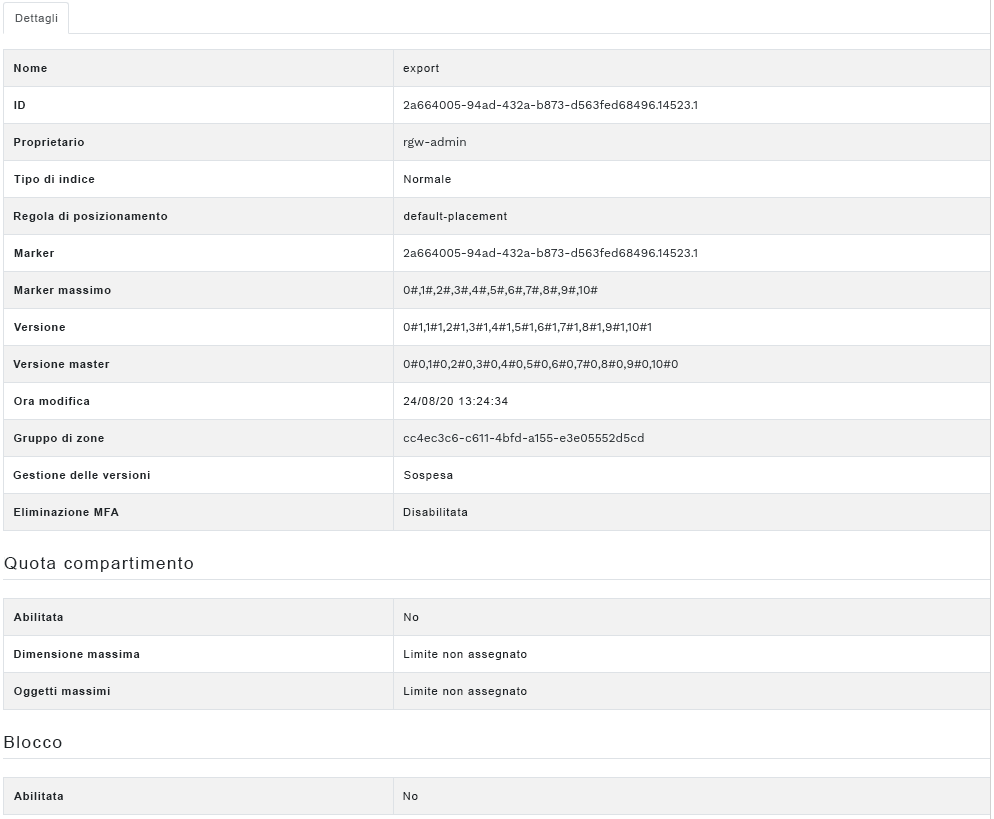 Dettagli
Nome export
ID 2a664005-94ad-432a-b873-d563fed68496.14523.1
Proprietario rgw-admin
Tipo di indice Normale
Regola di posizionamento default-placement
Marker 2a664005-94ad-432a-b873-d563fed68496.14523.1
Marker massimo 0#,1#,2#,3#,4#,5#,6#,7#,8#,9#,10#
Versione 0#1,1#1,2#1,3#1,4#1,5#1,6#1,7#1,8#1,9#1,10#1
Versione master 0#0,1#0,2#0,3#0,4#0,5#0,6#0,7#0,8#0,9#0,10#0
Ora modifica 24/08/20 13:24:34
Gruppo di zone cc4ec3c6-c611-4bfd-a155-e3e05552d5cd
Gestione delle versioni Sospesa
Eliminazione MFA Disabilitata
Quota compartimento
Abilitata No
Dimensione massima Limite non assegnato
Oggetti massimi Limite non assegnato
Blocco
Abilitata No